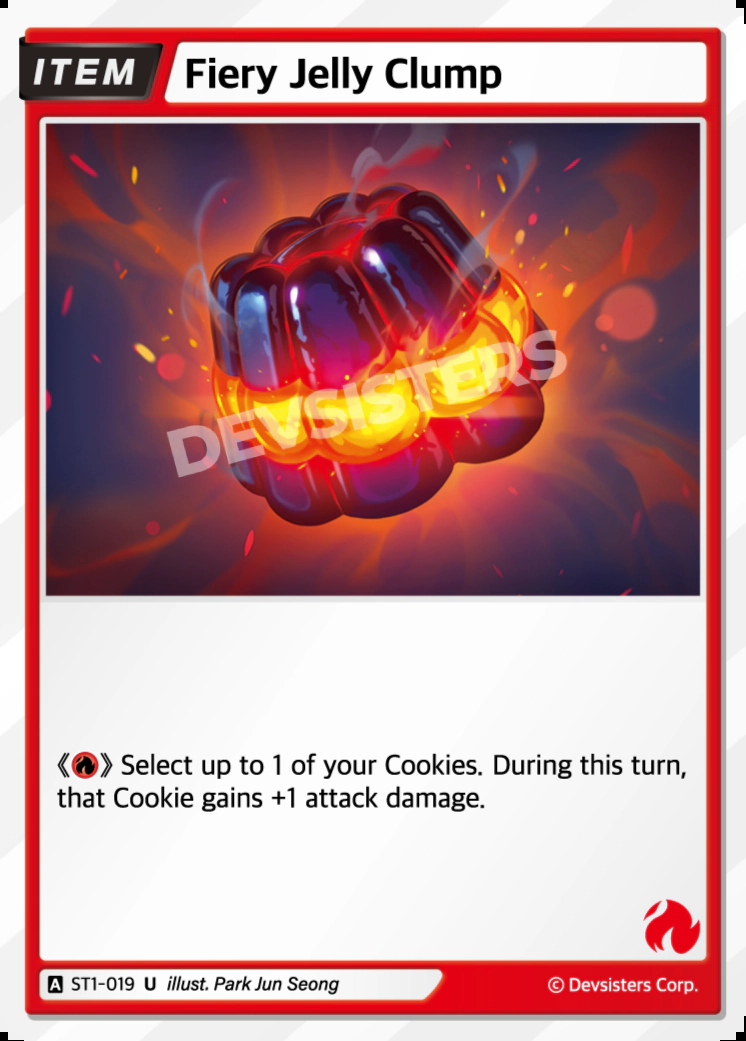 ITEM
Fiery Jelly Clump
DEVSISTERS
《》 Select up to 1 of your Cookies. During this turn,
that Cookie gains +1 attack damage.
A ST1-019 U illust. Park Jun Seong
© Devsisters Corp.